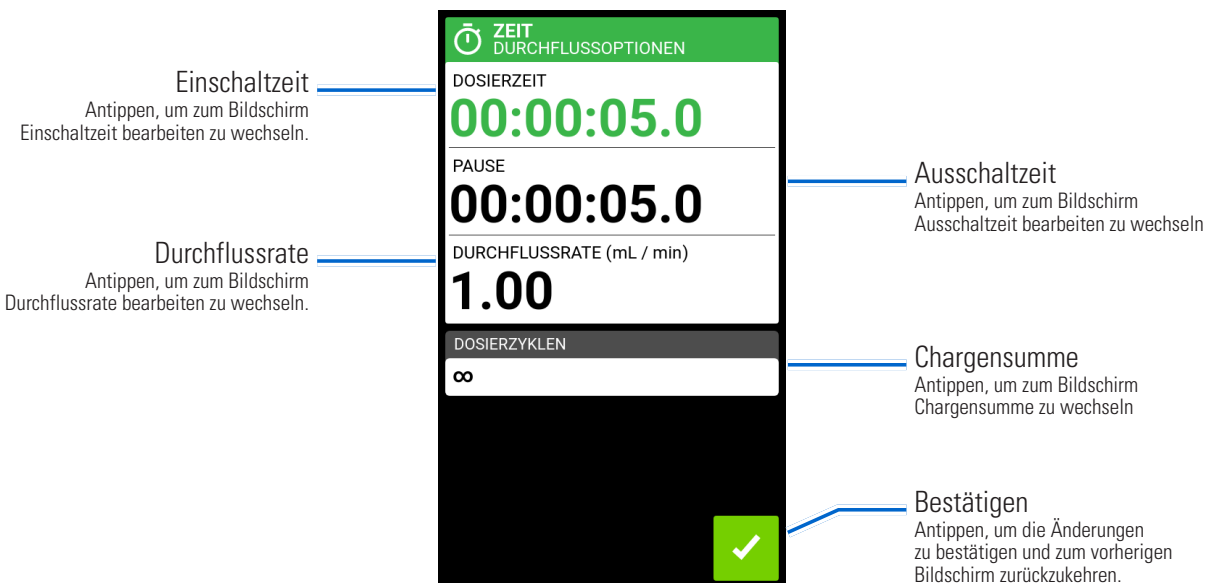 ZEIT
DURCHFLUSSOPTIONEN
Einschaltzeit
Antippen, um zum Bildschirm
Einschaltzeit bearbeiten zu wechseln.
DOSIERZEIT
00:00:05.0
PAUSE
00:00:05.0
Ausschaltzeit
Antippen, um zum Bildschirm
Ausschaltzeit bearbeiten zu wechseln
Durchflussrate
Antippen, um zum Bildschirm
Durchflussrate bearbeiten zu wechseln.
DURCHFLUSSRATE (mL / min)
1.00
DOSIERZYKLEN
∞
Chargensumme
Antippen, um zum Bildschirm
Chargensumme zu wechseln
Bestätigen
Antippen, um die Änderungen
zu bestätigen und zum vorherigen
Bildschirm zurückzukehren.